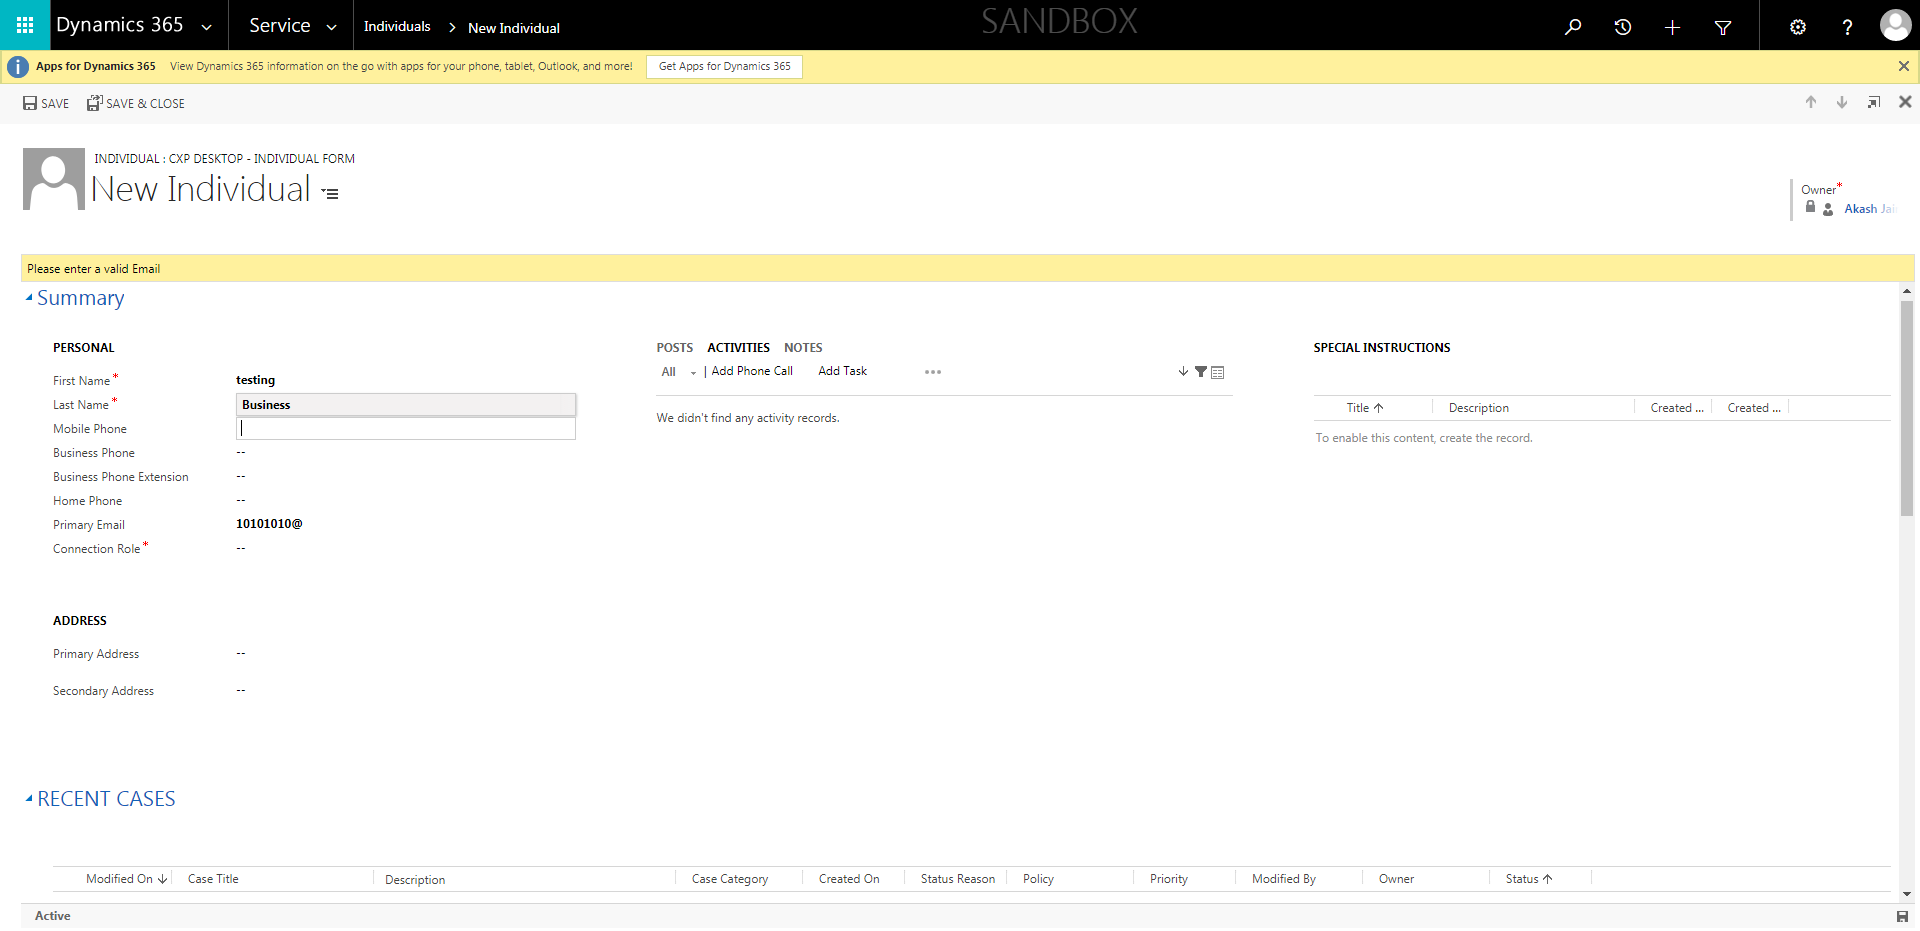 Dynamics 365 Service Individuals > New Individual SANDBOX ?
i Apps for Dynamics 365 View Dynamics 365 information on the go with apps for your phone, tablet, Outlook, and more! Get Apps for Dynamics 365
SAVE SAVE & CLOSE
INDIVIDUAL : CXP DESKTOP - INDIVIDUAL FORM
New Individual
Owner*
Akash Jai
Please enter a valid Email
Summary
PERSONAL
First Name* testing
Last Name* Business
Mobile Phone
Business Phone --
Business Phone Extension --
Home Phone --
Primary Email 10101010@
Connection Role* --
ADDRESS
Primary Address --
Secondary Address --
POSTS ACTIVITIES NOTES
All | Add Phone Call Add Task •••
We didn't find any activity records.
SPECIAL INSTRUCTIONS
Title Description Created ... Created ...
To enable this content, create the record.
RECENT CASES
Modified On Case Title Description Case Category Created On Status Reason Policy Priority Modified By Owner Status
Active